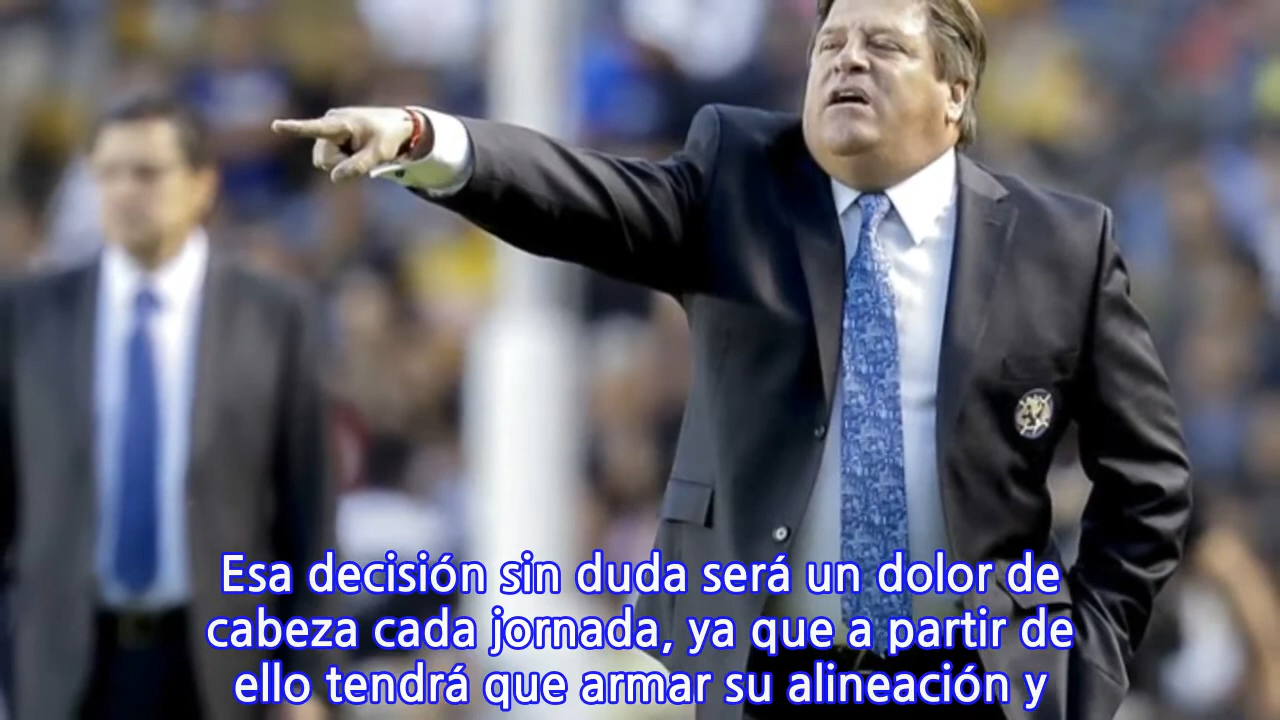 Esa decisión sin duda será un dolor de
cabeza cada jornada, ya que a partir de
ello tendrá que armar su alineación y